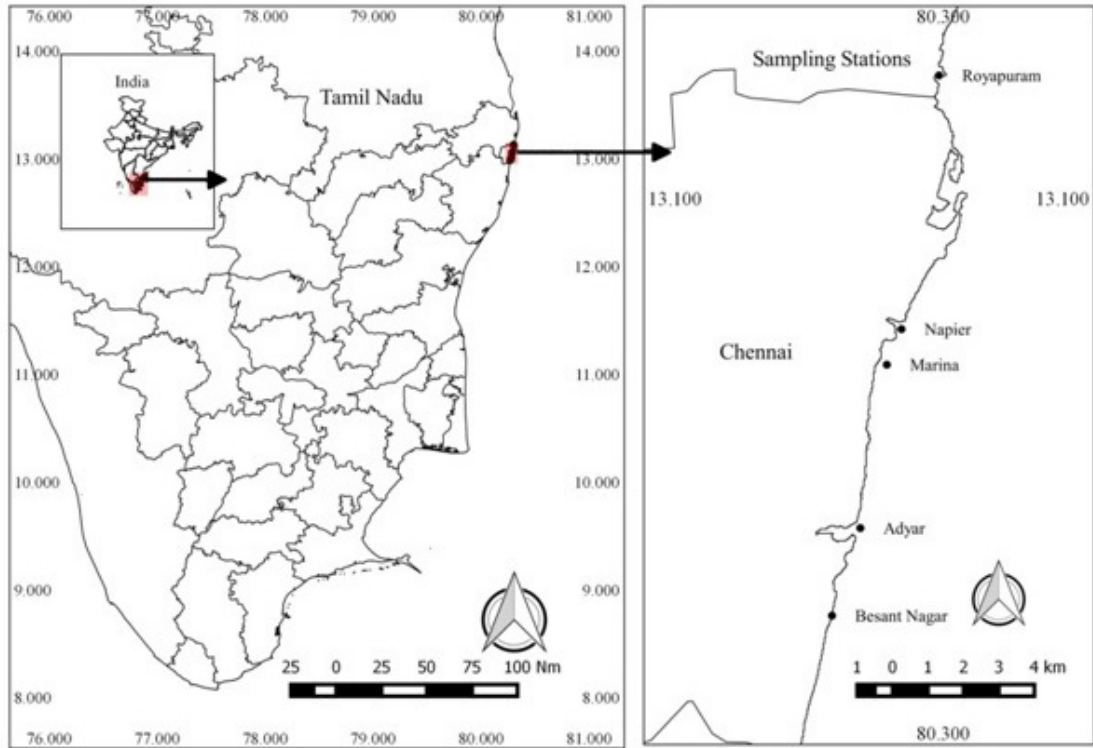 76.000 77.000 78.000 79.000 80.000 81.000
14.000 14.000
India
Tamil Nadu
13.000 13.000
12.000 12.000
11.000 11.000
10.000 10.000
9.000 9.000
25 0 25 50 75 100 Nm
8.000 8.000
76.000 77.000 78.000 79.000 80.000 81.000
80.300
Sampling Stations
Royapuram
13.100 13.100
Napier
Chennai
Marina
Adyar
Besant Nagar
1 0 1 2 3 4 km
80.300